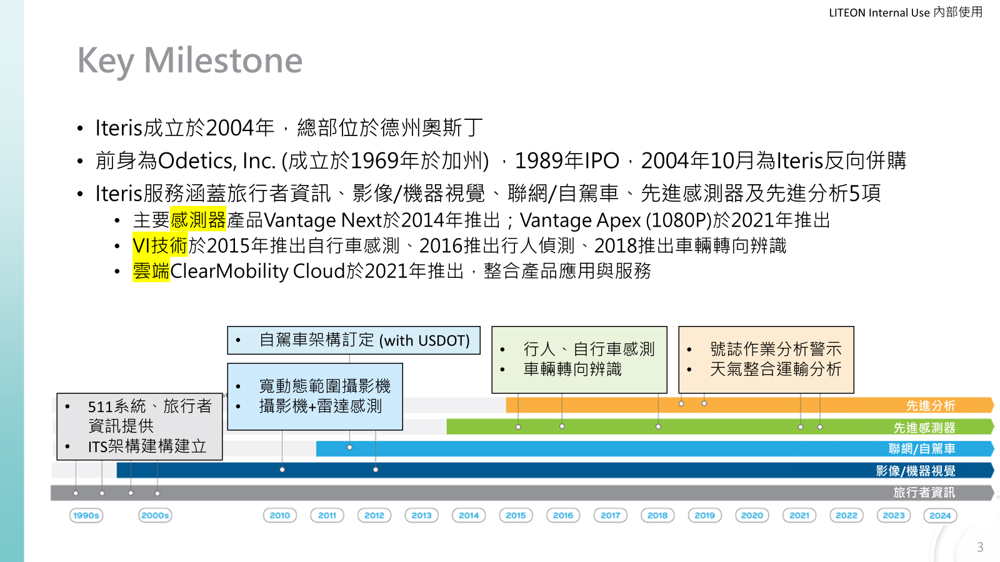 LITEON Internal Use 內部使用
Key Milestone
• Iteris成立於2004年，總部位於德州奧斯丁
• 前身為Odetics, Inc. (成立於1969年於加州) ，1989年IPO，2004年10月為Iteris反向併購
• Iteris服務涵蓋旅行者資訊、影像/機器視覺、聯網/自駕車、先進感測器及先進分析5項
• 主要感測器產品Vantage Next於2014年推出；Vantage Apex (1080P)於2021年推出
• VI技術於2015年推出自行車感測、2016推出行人偵測、2018推出車輛轉向辨識
• 雲端ClearMobility Cloud於2021年推出，整合產品應用與服務
• 自駕車架構訂定 (with USDOT)
• 寬動態範圍攝影機
• 攝影機+雷達感測
• 511系統、旅行者
資訊提供
• ITS架構建構建立
• 行人、自行車感測
• 車輛轉向辨識
• 號誌作業分析警示
• 天氣整合運輸分析
先進分析
先進感測器
聯網/自駕車
影像/機器視覺
旅行者資訊
1990s 2000s 2010 2011 2012 2013 2014 2015 2016 2017 2018 2019 2020 2021 2022 2023 2024
3